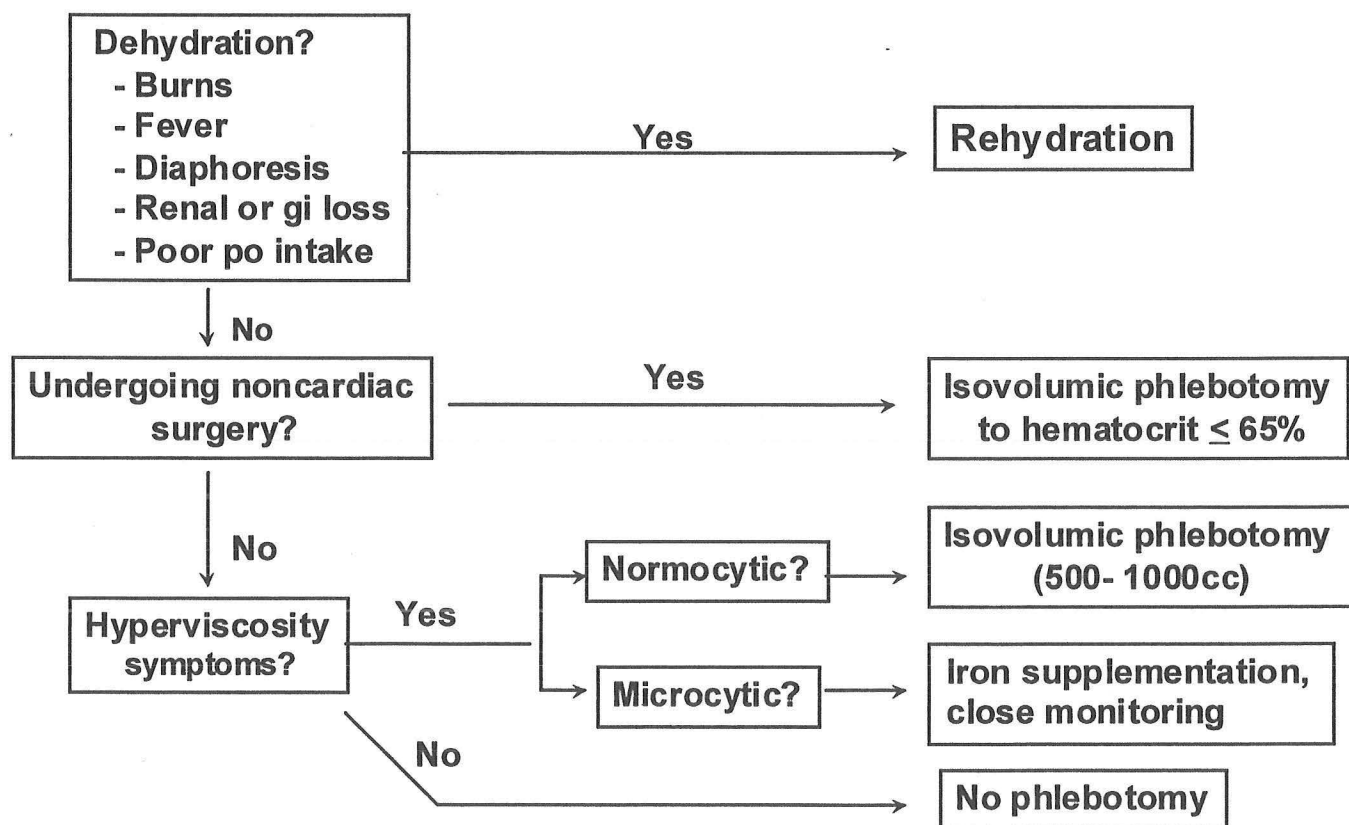 Dehydration?
- Burns
- Fever
- Diaphoresis
- Renal or gi loss
- Poor po intake
Yes
Rehydration
No
Undergoing noncardiac
surgery?
Yes
Isovolumic phlebotomy
to hematocrit ≤ 65%
No
Hyperviscosity
symptoms?
Yes
Normocytic?
Isovolumic phlebotomy
(500- 1000cc)
Microcytic?
Iron supplementation,
close monitoring
No
No phlebotomy